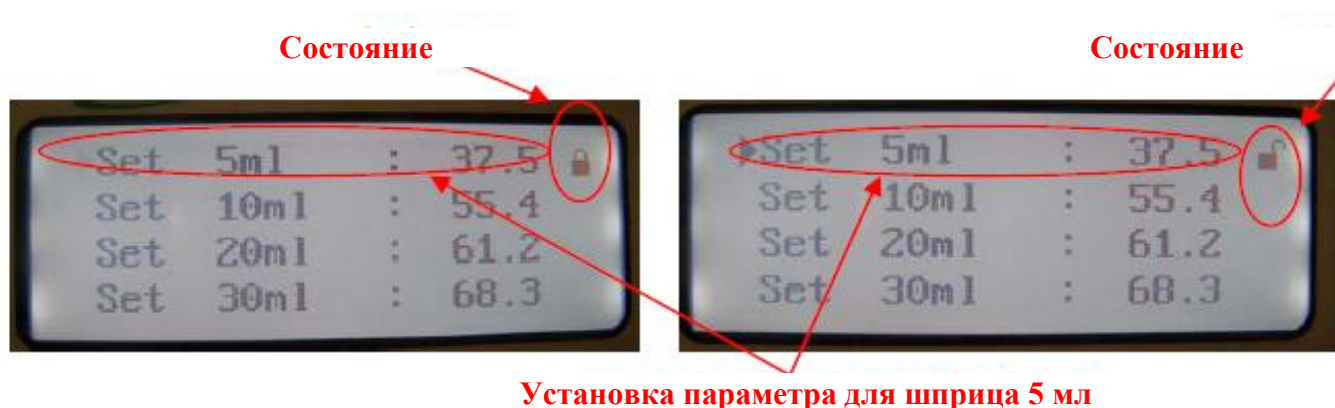 Состояние
Состояние
Set 5ml : 37.5
Set 10ml : 55.4
Set 20ml : 61.2
Set 30ml : 68.3
Set 5ml : 37.5
Set 10ml : 55.4
Set 20ml : 61.2
Set 30ml : 68.3
Установка параметра для шприца 5 мл